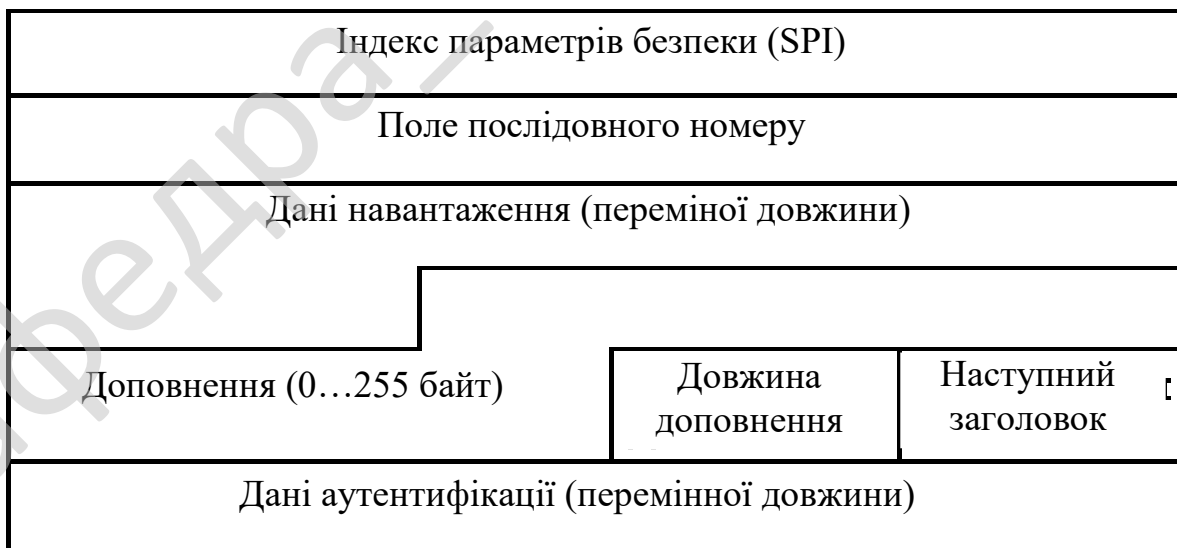 Індекс параметрів безпеки (SPI)
Поле послідовного номеру
Дані навантаження (переміної довжини)
Доповнення (0…255 байт)
Довжина
доповнення
Наступний
заголовок
Дані аутентифікації (перемінної довжини)
афедра_